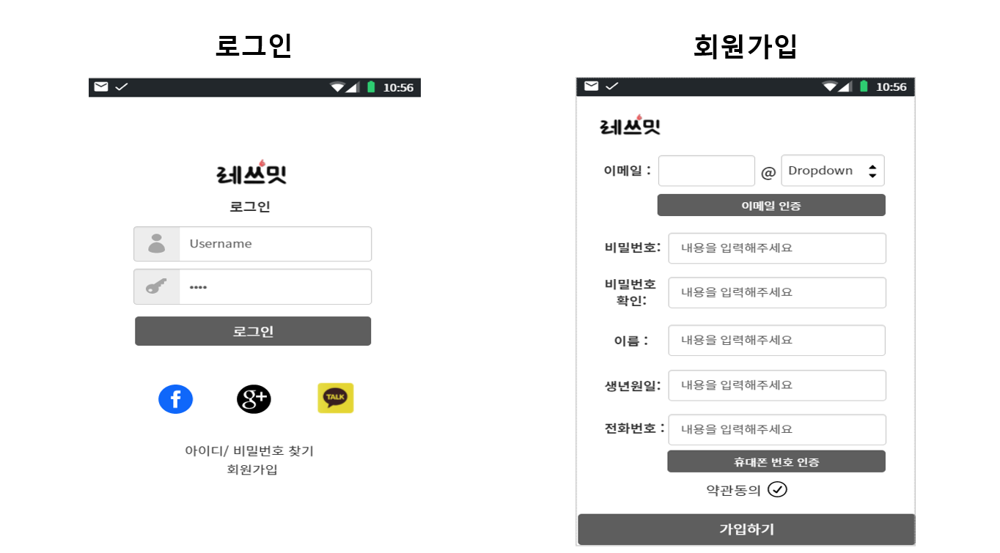 로그인
10:56
레쓰밋
로그인
Username
••••
로그인
f
g+
TALK
아이디/ 비밀번호 찾기
회원가입
회원가입
10:56
레쓰밋
이메일 : @ Dropdown
이메일 인증
비밀번호: 내용을 입력해주세요
비밀번호
확인: 내용을 입력해주세요
이름 : 내용을 입력해주세요
생년원일: 내용을 입력해주세요
전화번호 : 내용을 입력해주세요
휴대폰 번호 인증
약관동의
가입하기